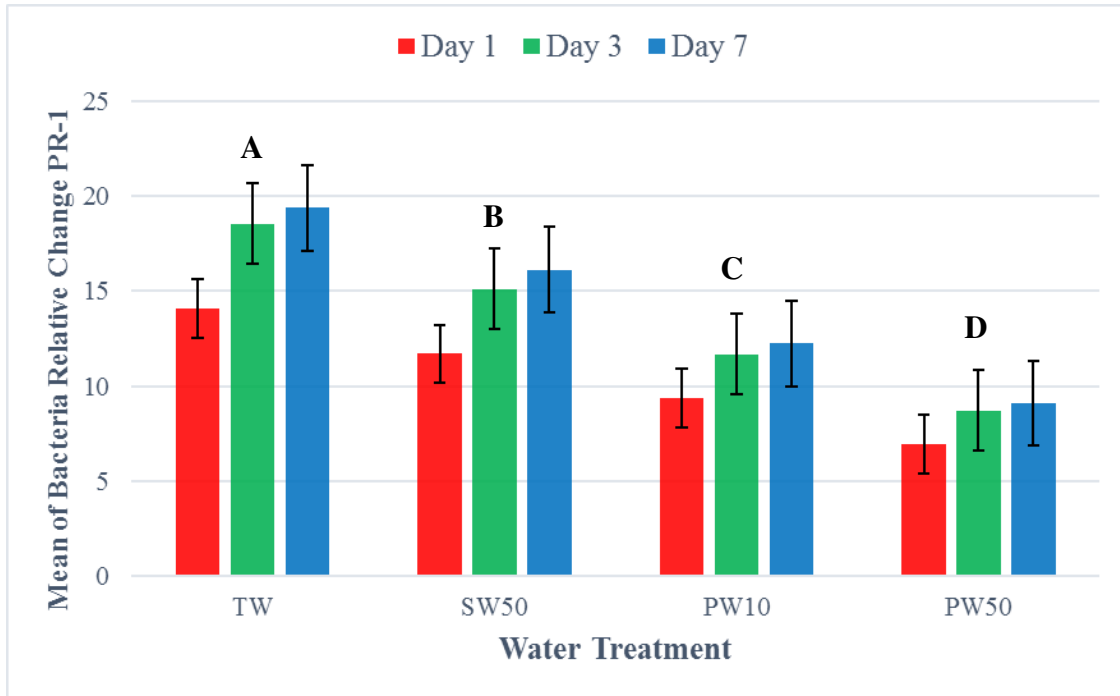 Day 1 Day 3 Day 7
Mean of Bacteria Relative Change PR-1
25
20
15
10
5
0
A
B
C
D
TW SW50 PW10 PW50
Water Treatment